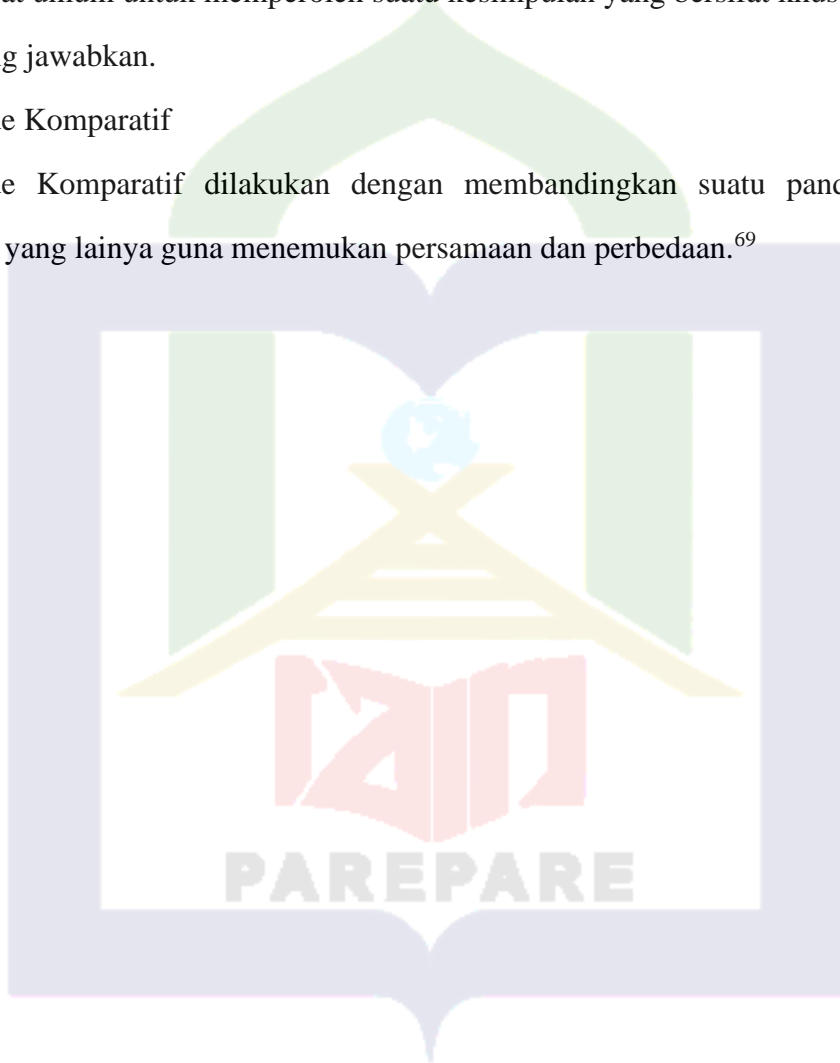 at umum untuk memperoleh suatu kesimpulan yang bersifat
g jawabkan.
e Komparatif
e Komparatif dilakukan dengan membandingkan suatu
yang lainya guna menemukan persamaan dan perbedaan.69
iain
PAREPARE